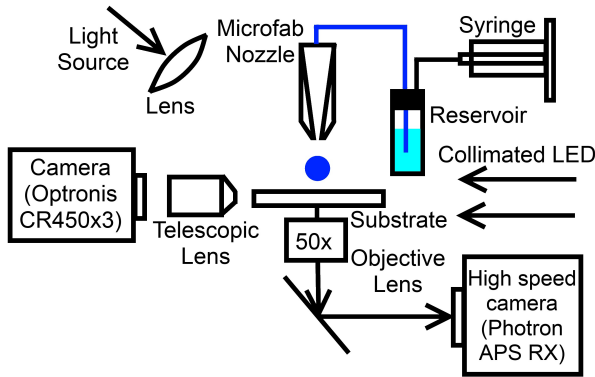 Light
Source
Lens
Microfab
Nozzle
Syringe
Reservoir
Collimated LED
Camera
(Optronis
CR450x3)
Telescopic
Lens
Substrate
50x
Objective
Lens
High speed
camera
(Photron
APS RX)